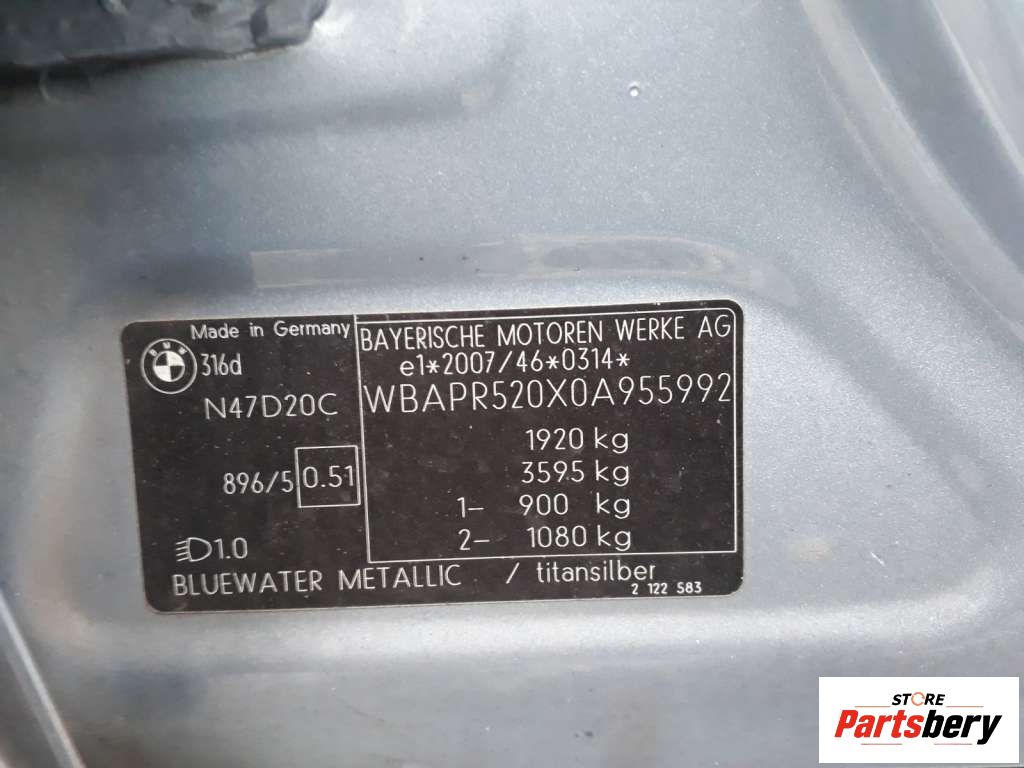 Made in Germany
316d
N47D20C
896/5 0.51
1.0
BAYERISCHE MOTOREN WERKE AG
e1*2007/46*0314*
WBAPR520X0A955992
1920 kg
3595 kg
1- 900 kg
2- 1080 kg
BLUEWATER METALLIC / titansilber
2 122 583
STORE
Partsbery